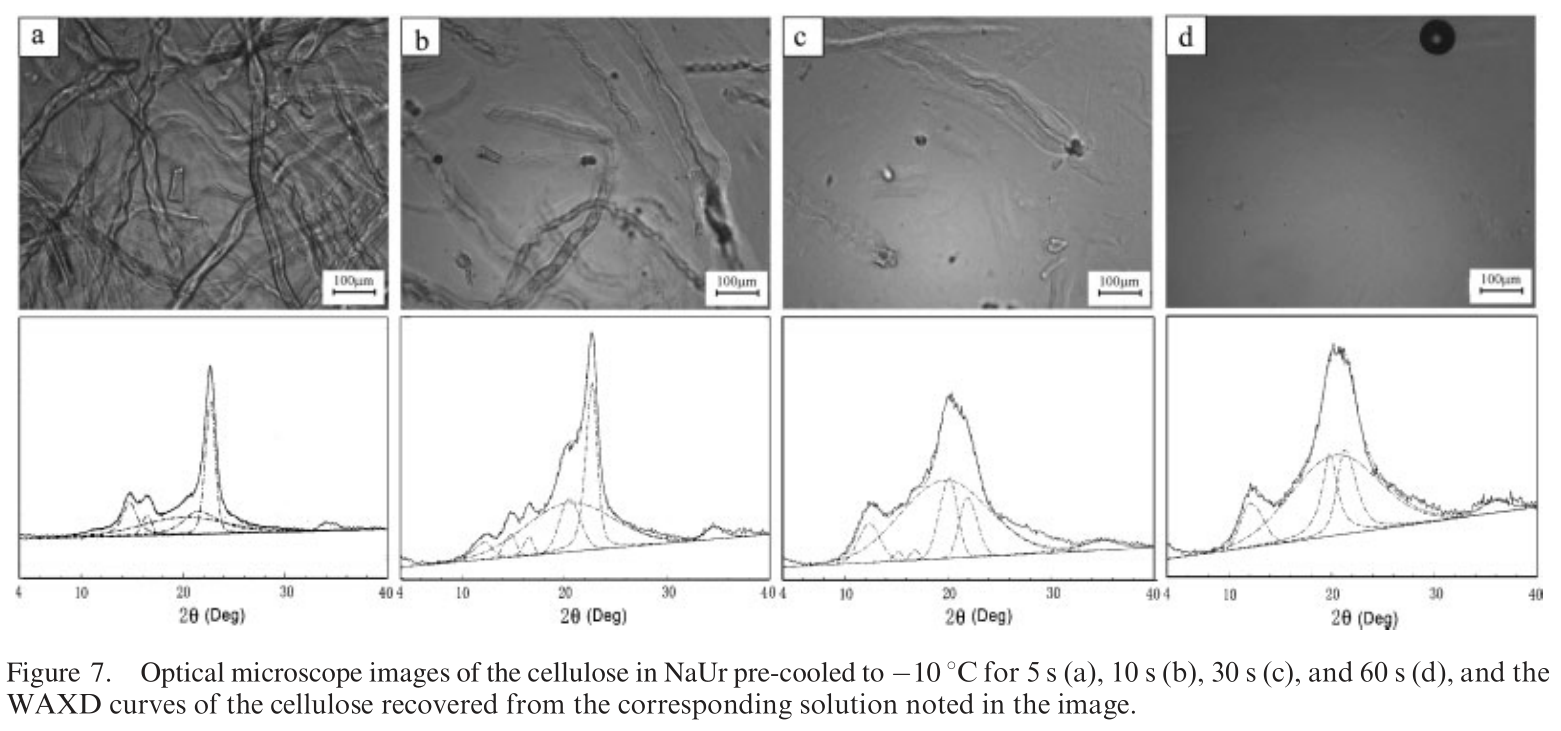 a b c d
100μm 100μm 100μm 100μm
4 10 20 30 40 4 10 20 30 40 4 10 20 30 40 4 10 20 30 40
2θ (Deg) 2θ (Deg) 2θ (Deg) 2θ (Deg)
Figure 7. Optical microscope images of the cellulose in NaUr pre-cooled to −10 °C for 5 s (a), 10 s (b), 30 s (c), and 60 s (d), and the
WAXD curves of the cellulose recovered from the corresponding solution noted in the image.